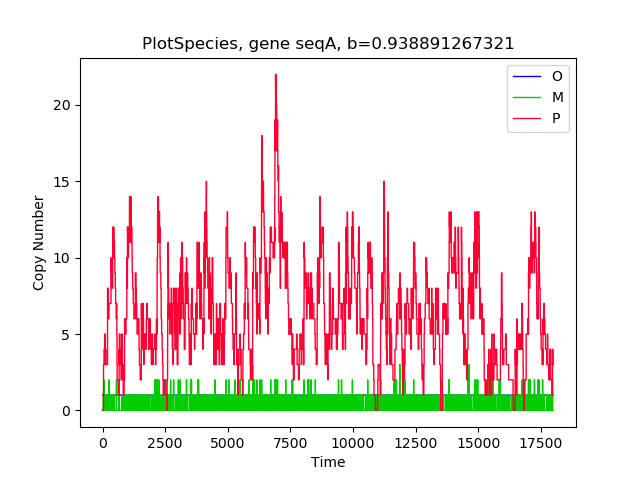 PlotSpecies, gene seqA, b=0.938891267321
O
M
P
20
15
10
5
0
Copy Number
0 2500 5000 7500 10000 12500 15000 17500
Time